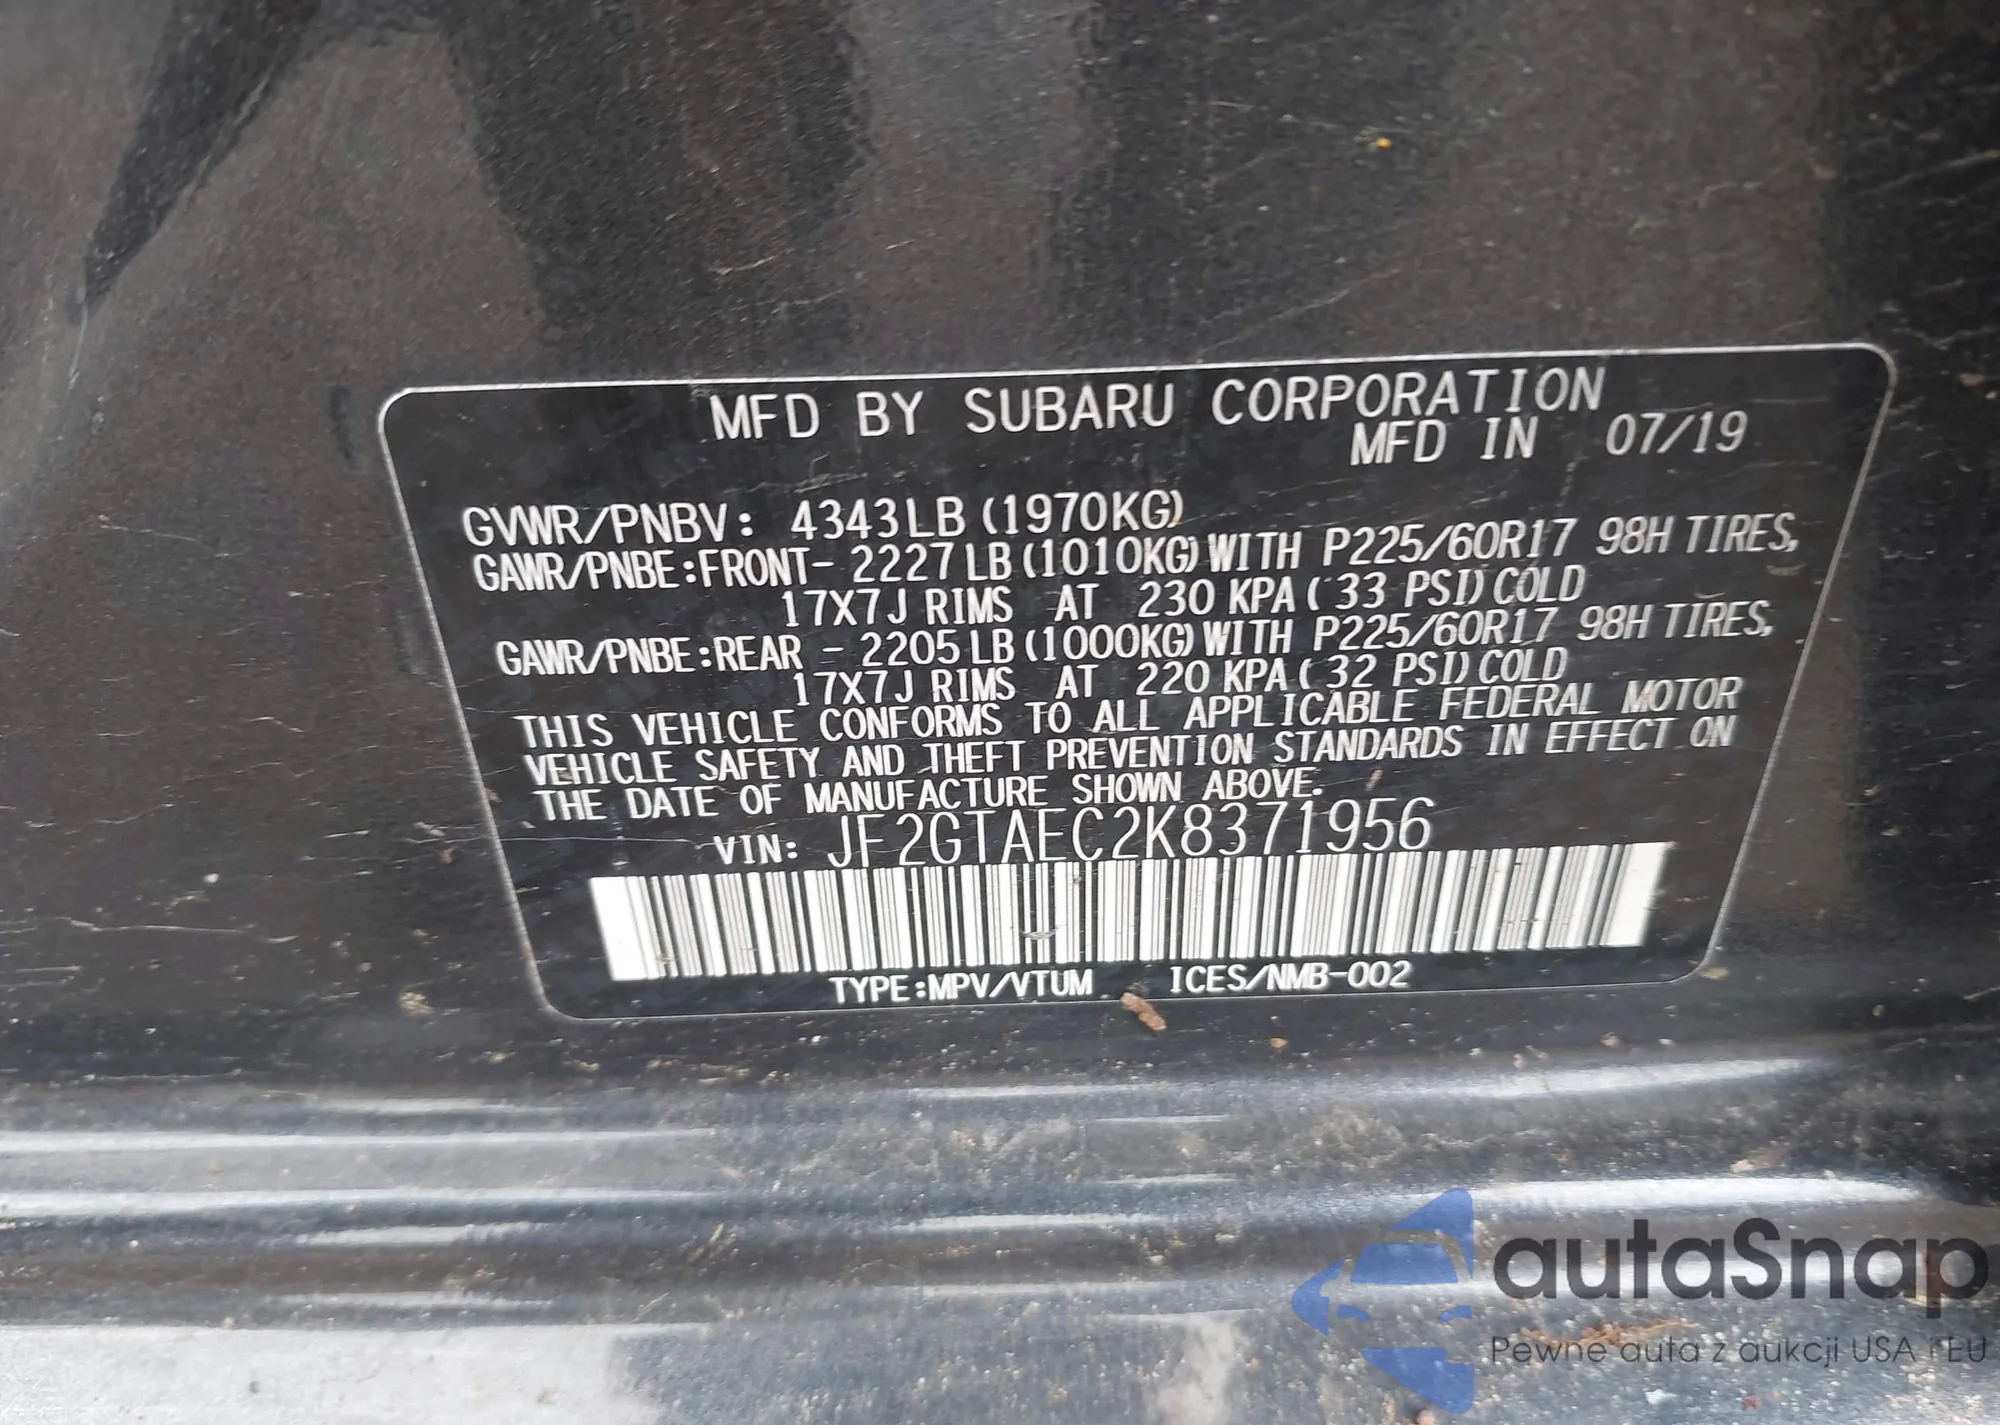 MFD BY SUBARU CORPORATION
MFD IN 07/19
GVWR/PNBV: 4343LB (1970KG)
GAWR/PNBE:FRONT- 2227LB (1010KG) WITH P225/60R17 98H TIRES,
17X7J RIMS AT 230 KPA ( 33 PSI) COLD
GAWR/PNBE:REAR - 2205LB (1000KG) WITH P225/60R17 98H TIRES,
17X7J RIMS AT 220 KPA ( 32 PSI) COLD
THIS VEHICLE CONFORMS TO ALL APPLICABLE FEDERAL MOTOR
VEHICLE SAFETY AND THEFT PREVENTION STANDARDS IN EFFECT ON
THE DATE OF MANUFACTURE SHOWN ABOVE.
VIN: JF2GTAEC2K8371956
TYPE:MPV/VTUM ICES/NMB-002
autaSnap
Pewne auta z aukcji USA i EU